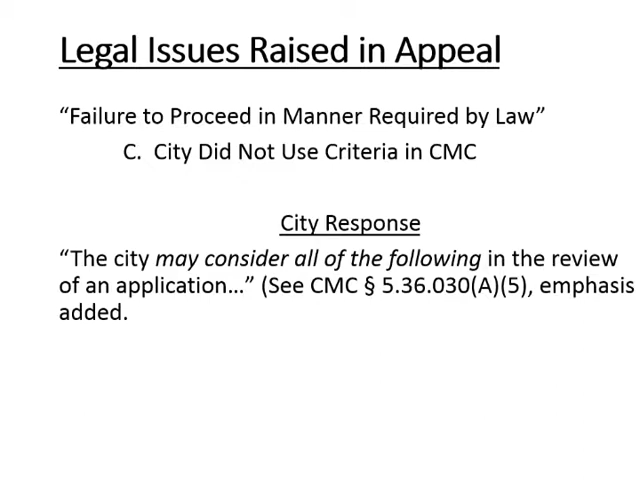 Legal Issues Raised in Appeal
“Failure to Proceed in Manner Required by Law”
C. City Did Not Use Criteria in CMC
City Response
“The city may consider all of the following in the review
of an application…” (See CMC § 5.36.030(A)(5), emphasis
added.